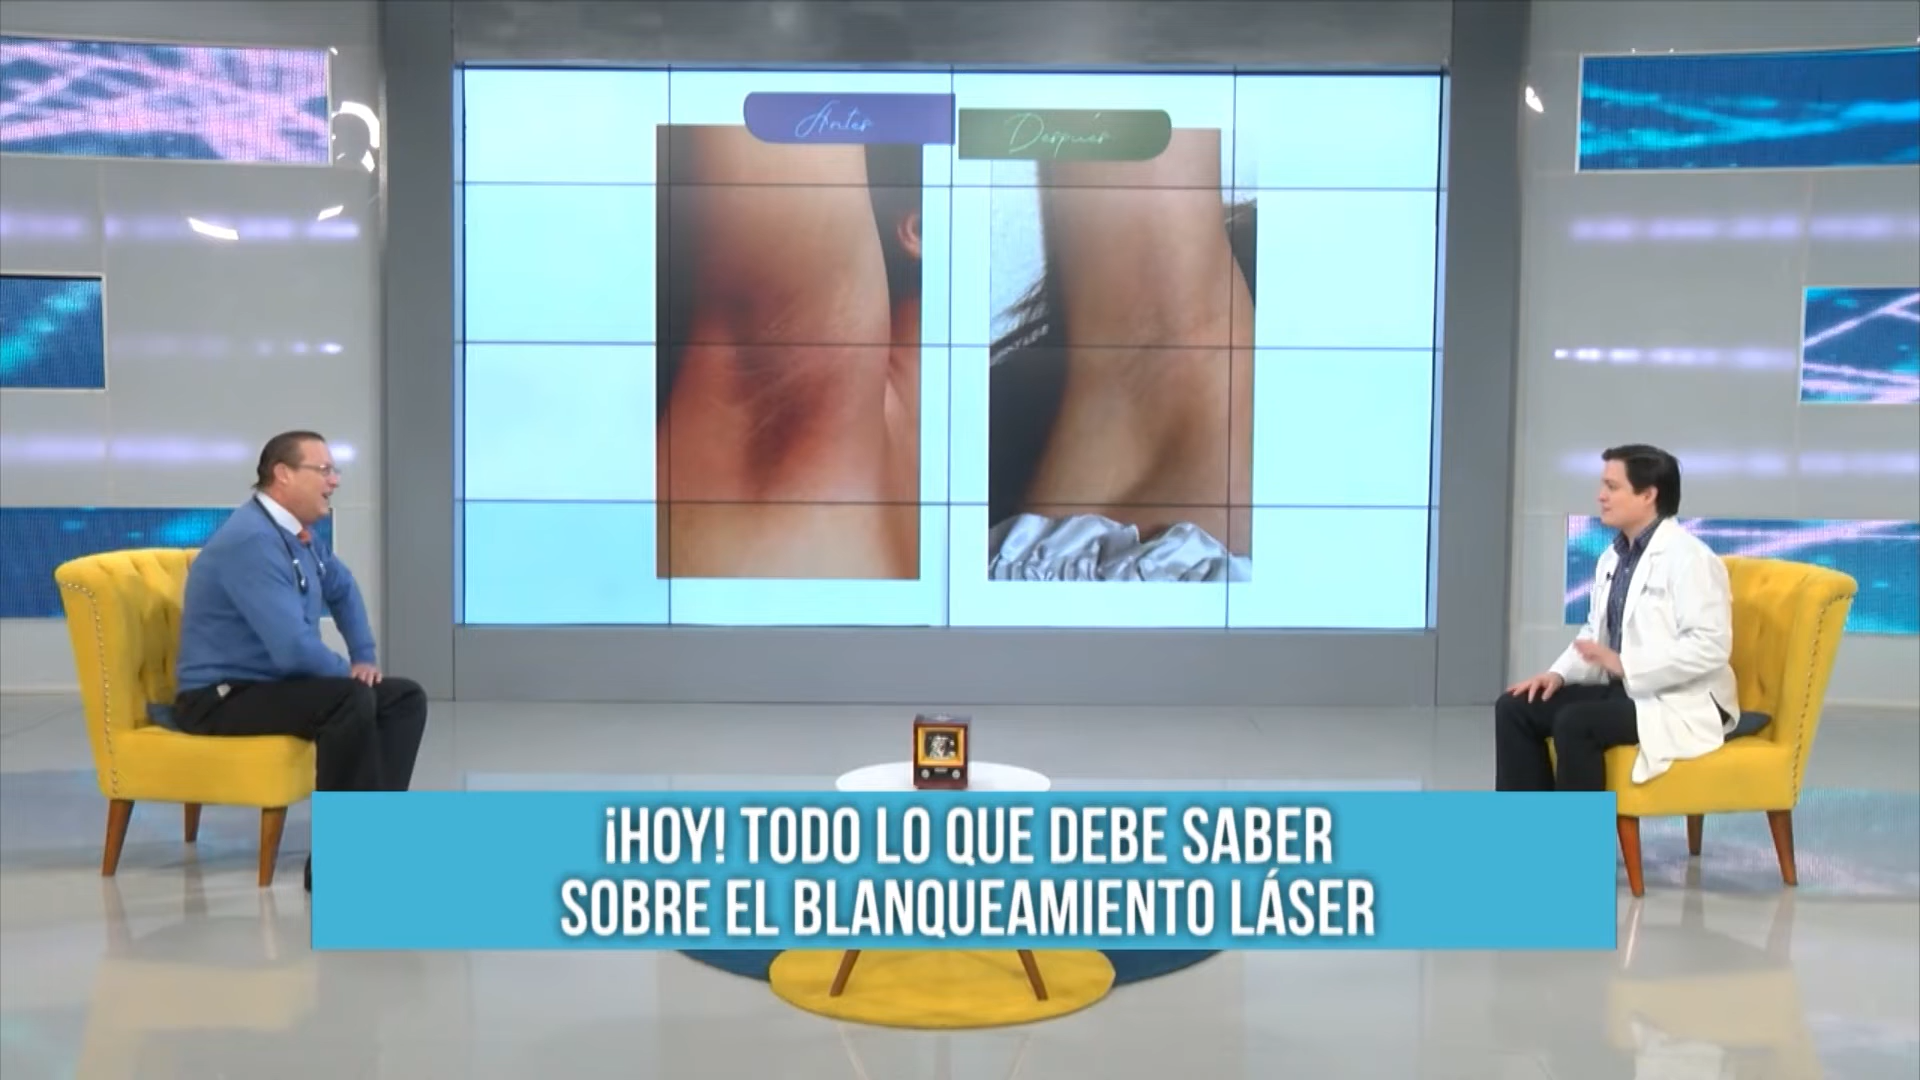 Antes
Después
¡HOY! TODO LO QUE DEBE SABER
SOBRE EL BLANQUEAMIENTO LÁSER